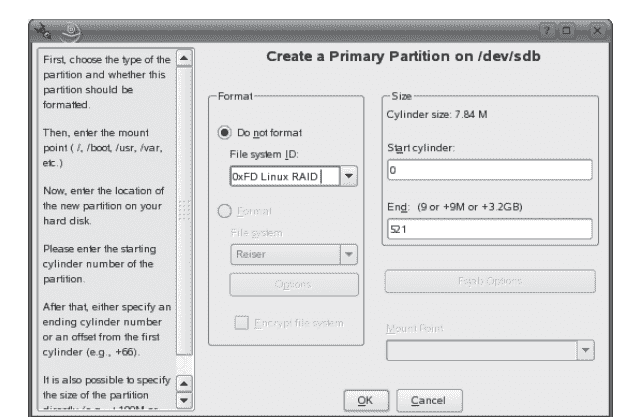 Create a Primary Partition on /dev/sdb
First, choose the type of the
partition and whether this
partition should be
formatted.
Then, enter the mount
point ( /, /boot, /usr, /var,
etc.)
Now, enter the location of
the new partition on your
hard disk.
Please enter the starting
cylinder number of the
partition.
After that, either specify an
ending cylinder number
or an offset from the first
cylinder (e.g., +66).
It is also possible to specify
the size of the partition
Format
Do not format
File system ID:
0xFD Linux RAID
Format
File system
Reiser
Options
Encrypt file system
Size
Cylinder size: 7.84 M
Start cylinder:
0
End: (9 or +9M or +3.2GB)
521
Fstab Options
Mount Point
OK
Cancel